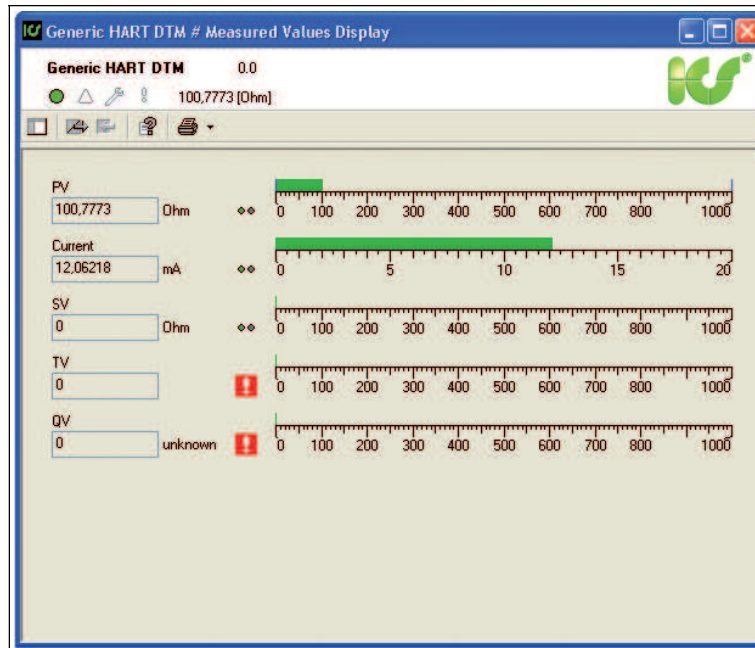 ICS Generic HART DTM # Measured Values Display
Generic HART DTM 0.0
100,7773 [Ohm]
ICS®
PV
100,7773 Ohm 0 100 200 300 400 500 600 700 800 1000
Current
12,06218 mA 0 5 10 15 20
SV
0 Ohm 0 100 200 300 400 500 600 700 800 1000
TV
0 0 100 200 300 400 500 600 700 800 1000
QV
0 unknown 0 100 200 300 400 500 600 700 800 1000